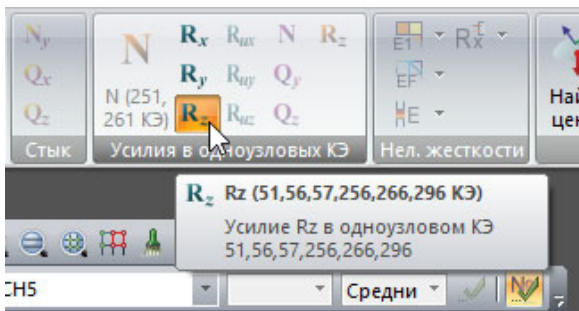 Ny
Qx
Qz
Стык
N
N (251,
261 КЭ)
Rx Rux N Rz
Ry Ruy Qy
Rz Ruz Qz
Усилия в одноузловых КЭ
E1 Rx
EF
E
Нел. жесткости
Най
цен
Rz Rz (51,56,57,256,266,296 КЭ)
Усилие Rz в одноузловом КЭ
51,56,57,256,266,296
CH5
Средни